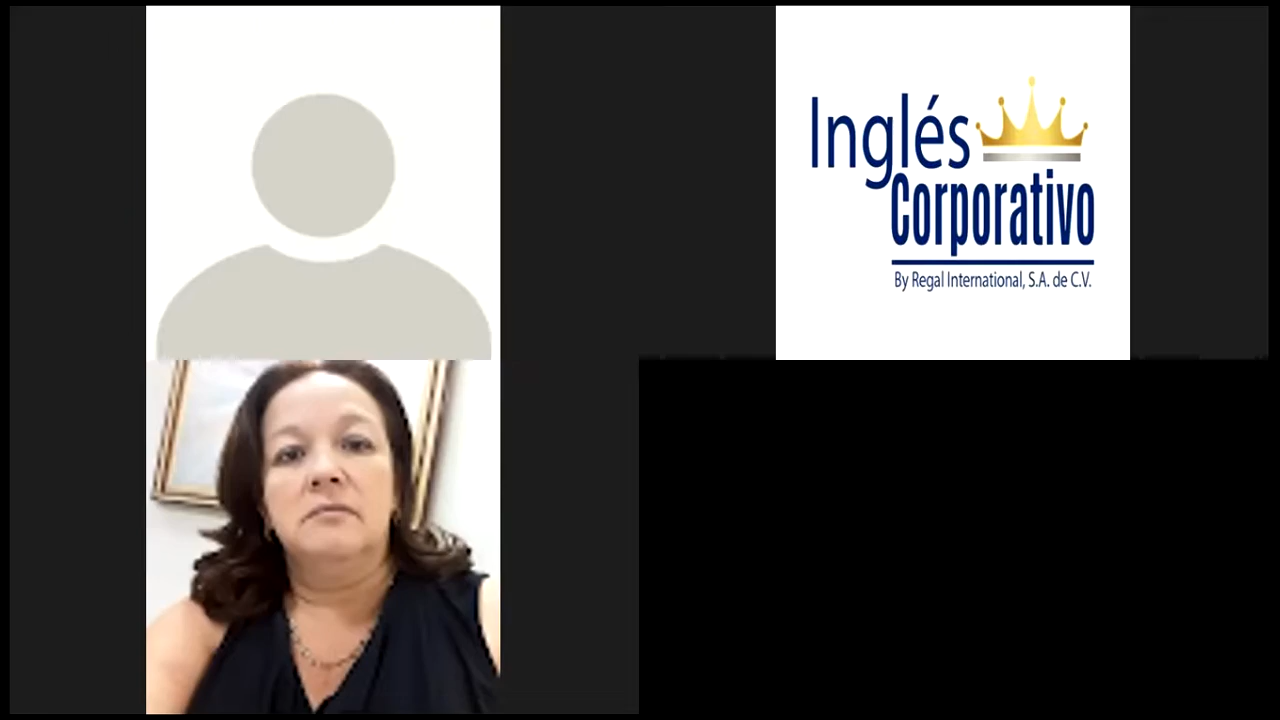 Inglés
Corporativo
By Regal International, S.A. de C.V.